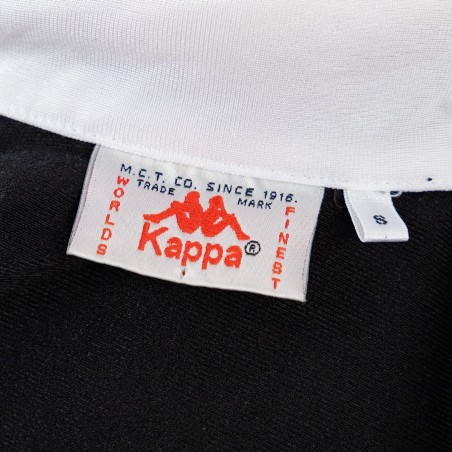 M.C.T. CO. SINCE 1916.
TRADE MARK
WORLDS
Kappa®
FINEST
S